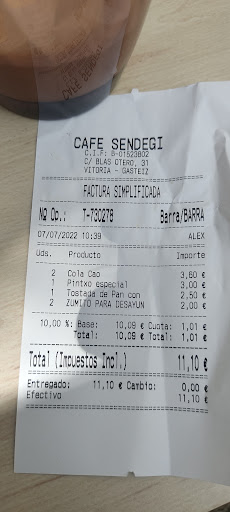 CAFE SENDEGI
C.I.F: B-01523802
C/ BLAS OTERO, 31
VITORIA - GASTEIZ
FACTURA SIMPLIFICADA
Nº Op.: T-780278 Barra/BARRA
07/07/2022 10:39 ALEX
Uds. Producto Importe
2 Cola Cao 3,60 €
1 Pintxo especial 3,00 €
1 Tostada de Pan con 2,50 €
2 ZUMITO PARA DESAYUN 2,00 €
10,00 %: Base: 10,09 € Cuota: 1,01 €
Total: 10,09 € Total: 1,01 €
Total (Impuestos Incl.) 11,10 €
Entregado: 11,10 € Cambio: 0,00 €
Efectivo 11,10 €